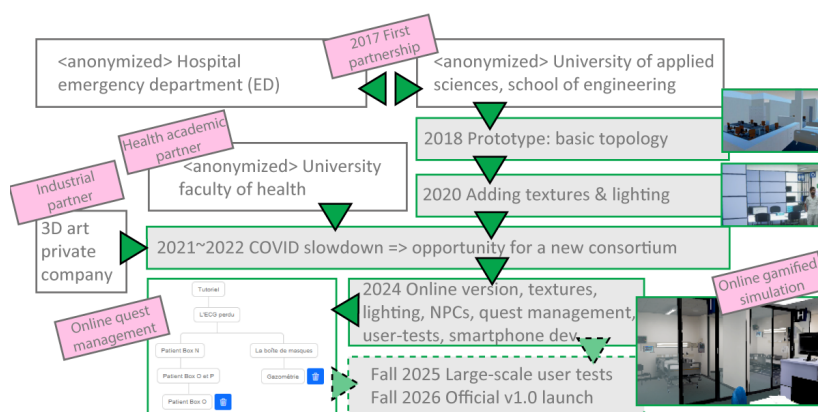 2017 First
partnership
<anonymized> Hospital
emergency department (ED)
<anonymized> University of applied
sciences, school of engineering
2018 Prototype: basic topology
Health academic
partner
<anonymized> University
faculty of health
2020 Adding textures & lighting
Industrial
partner
3D art
private
company
2021~2022 COVID slowdown => opportunity for a new consortium
Online quest
management
Tutoriel
L'ECG perdu
Patient Box N
La boîte de masques
Patient Box O et P
Gazométrie
Patient Box O
2024 Online version, textures,
lighting, NPCs, quest management,
user-tests, smartphone dev.
Online gamified
simulation
H
Fall 2025 Large-scale user tests
Fall 2026 Official v1.0 launch